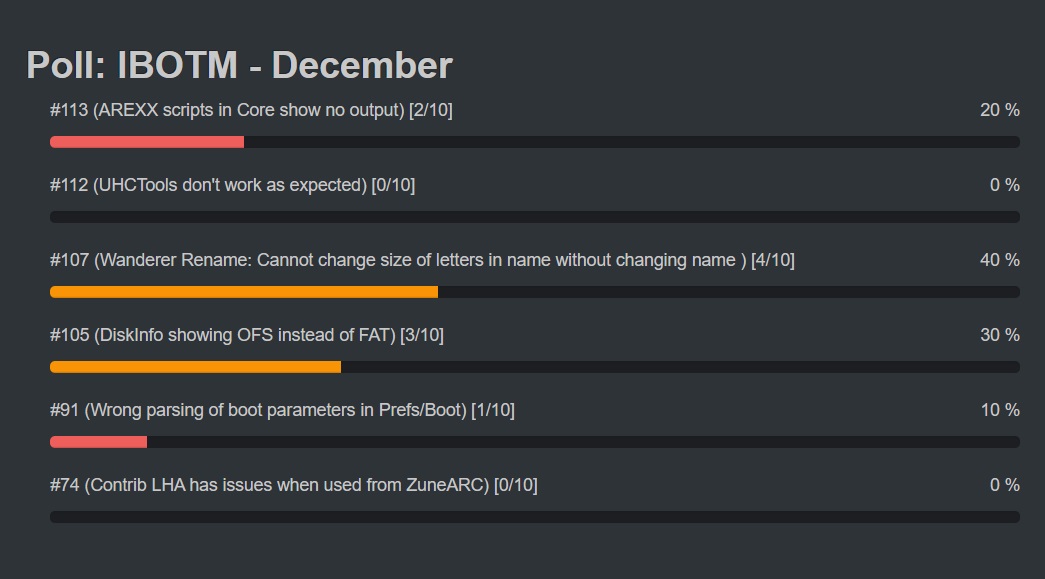 Poll: IBOTM - December
#113 (AREXX scripts in Core show no output) [2/10] 20 %
#112 (UHCTools don't work as expected) [0/10] 0 %
#107 (Wanderer Rename: Cannot change size of letters in name without changing name ) [4/10] 40 %
#105 (DiskInfo showing OFS instead of FAT) [3/10] 30 %
#91 (Wrong parsing of boot parameters in Prefs/Boot) [1/10] 10 %
#74 (Contrib LHA has issues when used from ZuneARC) [0/10] 0 %